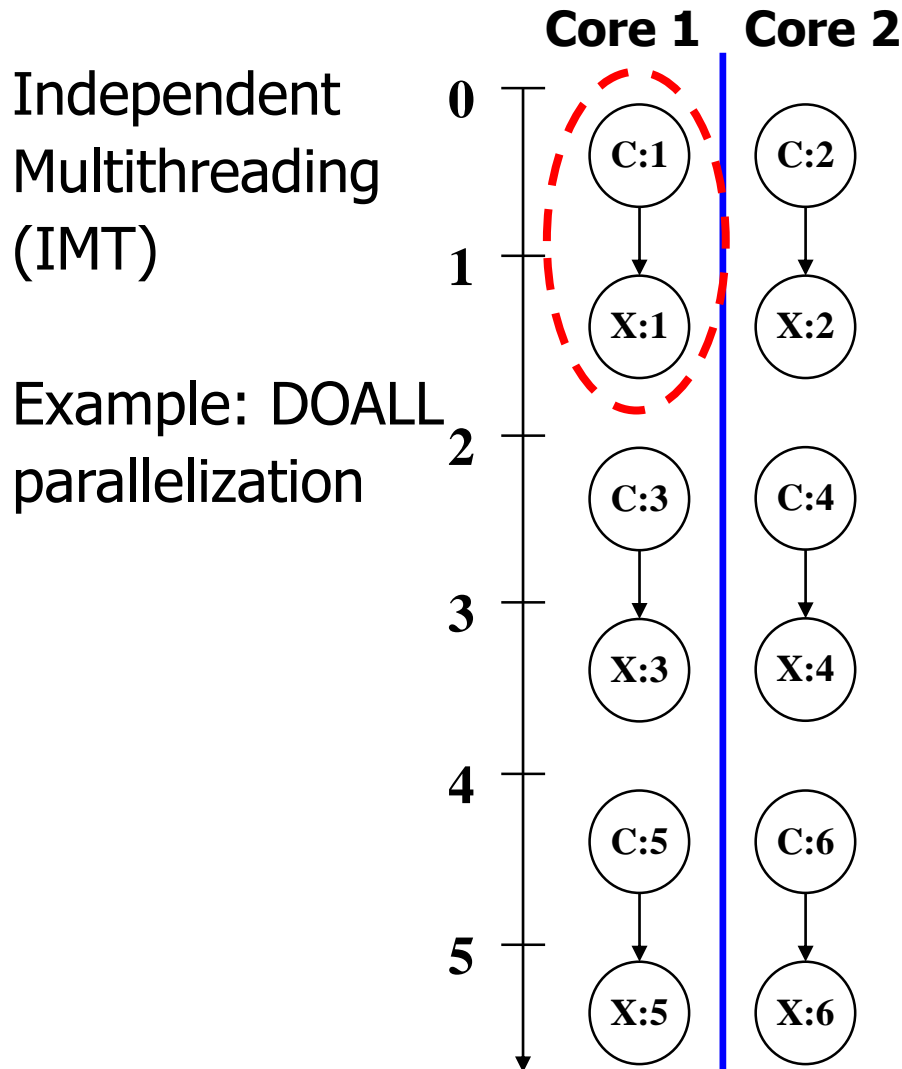 Core 1 Core 2
Independent
Multithreading
(IMT)
Example: DOALL
parallelization
0
C:1 C:2
1
X:1 X:2
2
C:3 C:4
3
X:3 X:4
4
C:5 C:6
5
X:5 X:6